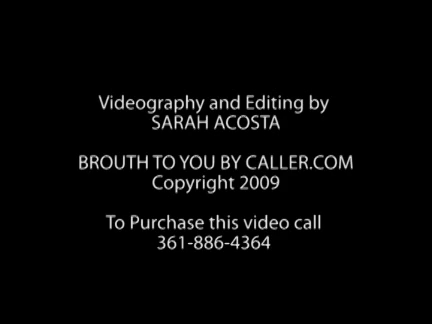 Videography and Editing by
SARAH ACOSTA
BROUTH TO YOU BY CALLER.COM
Copyright 2009
To Purchase this video call
361-886-4364